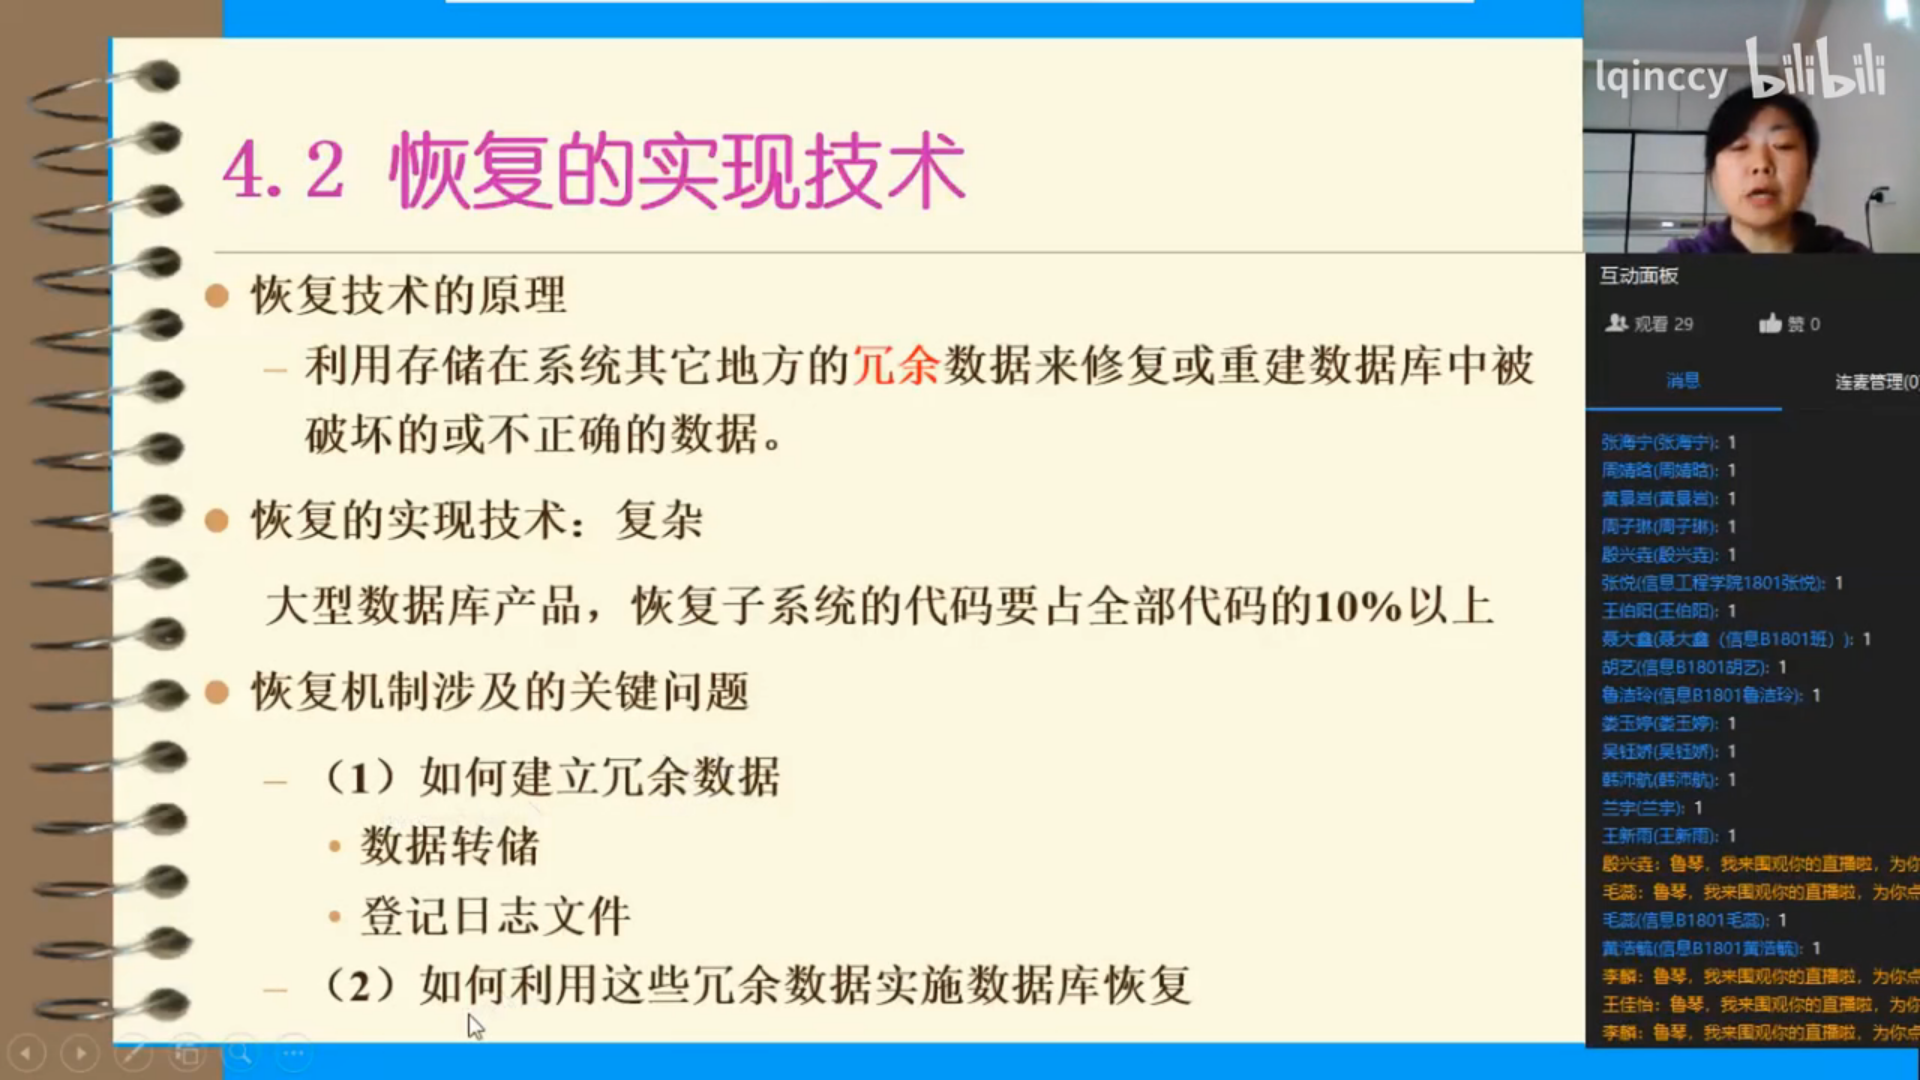 4.2 恢复的实现技术
恢复技术的原理
利用存储在系统其它地方的冗余数据来修复或重建数据库中被
破坏的或不正确的数据。
恢复的实现技术：复杂
大型数据库产品，恢复子系统的代码要占全部代码的10%以上
恢复机制涉及的关键问题
（1）如何建立冗余数据
数据转储
登记日志文件
（2）如何利用这些冗余数据实施数据库恢复
lqinccy bilibili
互动面板
观看 29 赞 0
消息 连麦管理(0
张海宁(张海宁): 1
周婧晗(周婧晗): 1
黄景岩(黄景岩): 1
周子琳(周子琳): 1
殷兴垚(殷兴垚): 1
张悦(信息工程学院1801张悦): 1
王伯阳(王伯阳): 1
聂大鑫(聂大鑫（信息B1801班）): 1
胡艺(信息B1801胡艺): 1
鲁洁玲(信息B1801鲁洁玲): 1
娄玉婷(娄玉婷): 1
吴钰娇(吴钰娇): 1
韩沛航(韩沛航): 1
兰宇(兰宇): 1
王新雨(王新雨): 1
殷兴垚: 鲁琴，我来围观你的直播啦，为你
毛蕊: 鲁琴，我来围观你的直播啦，为你点
毛蕊(信息B1801毛蕊): 1
黄浩毓(信息B1801黄浩毓): 1
李麟: 鲁琴，我来围观你的直播啦，为你点
王佳怡: 鲁琴，我来围观你的直播啦，为你
李麟: 鲁琴，我来围观你的直播啦，为你点